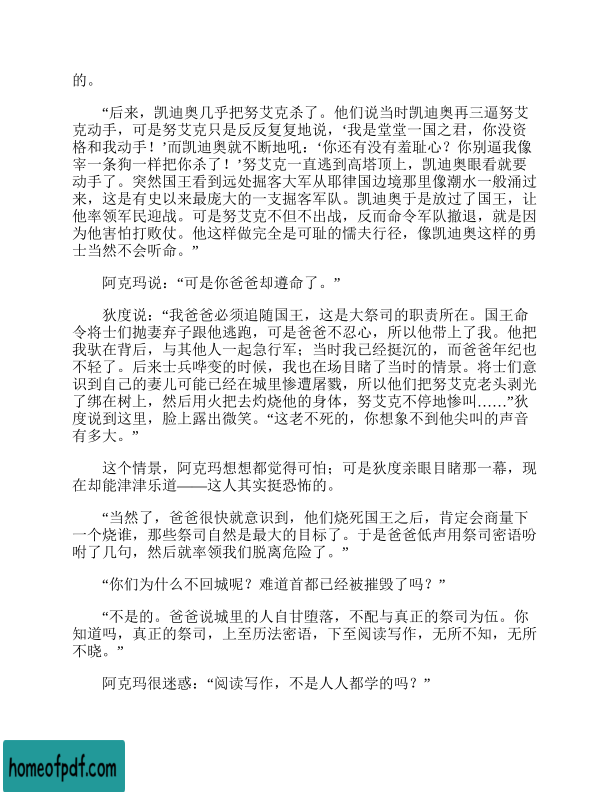 的。
“后来，凯迪奥几乎把努艾克杀了。他们说当时凯迪奥再三逼努艾
克动手，可是努艾克只是反反复复地说，‘我是堂堂一国之君，你没资
格和我动手！’而凯迪奥就不断地吼：‘你还有没有羞耻心？你别逼我像
宰一条狗一样把你杀了！’努艾克一直逃到高塔顶上，凯迪奥眼看就要
动手了。突然国王看到远处掘客大军从耶律国边境那里像潮水一般涌过
来，这是有史以来最庞大的一支掘客军队。凯迪奥于是放过了国王，让
他率领军民迎战。可是努艾克不但不出战，反而命令军队撤退，就是因
为他害怕打败仗。他这样做完全是可耻的懦夫行径，像凯迪奥这样的勇
士当然不会听命。”
阿克玛说：“可是你爸爸却遵命了。”
狄度说：“我爸爸必须追随国王，这是大祭司的职责所在。国王命
令将士们抛妻弃子跟他逃跑，可是爸爸不忍心，所以他带上了我。他把
我驮在背后，与其他人一起急行军；当时我已经挺沉的，而爸爸年纪也
不轻了。后来士兵哗变的时候，我也在场目睹了当时的情景。将士们意
识到自己的妻儿可能已经在城里惨遭屠戮，所以他们把努艾克老头剥光
了绑在树上，然后用火把去灼烧他的身体，努艾克不停地惨叫……”狄
度说到这里，脸上露出微笑。“这老不死的，你想象不到他尖叫的声音
有多大。”
这个情景，阿克玛想想都觉得可怕；可是狄度亲眼目睹那一幕，现
在却能津津乐道——这人其实挺恐怖的。
“当然了，爸爸很快就意识到，他们烧死国王之后，肯定会商量下
一个烧谁，那些祭司自然是最大的目标了。于是爸爸低声用祭司密语吩
咐了几句，然后就率领我们脱离危险了。”
“你们为什么不回城呢？难道首都已经被摧毁了吗？”
“不是的。爸爸说城里的人自甘堕落，不配与真正的祭司为伍。你
知道吗，真正的祭司，上至历法密语，下至阅读写作，无所不知，无所
不晓。”
阿克玛很迷惑：“阅读写作，不是人人都学的吗？”
homeofpdf.com